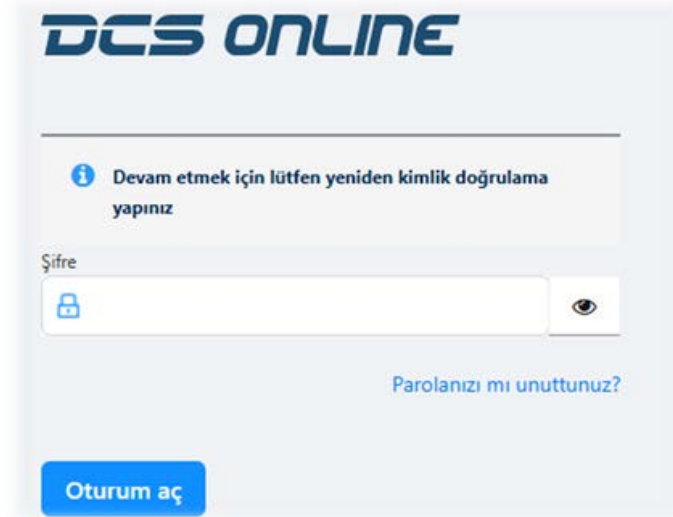 DCS ONLINE
Devam etmek için lütfen yeniden kimlik doğrulama
yapınız
Şifre
Parolanızı mı unuttunuz?
Oturum aç